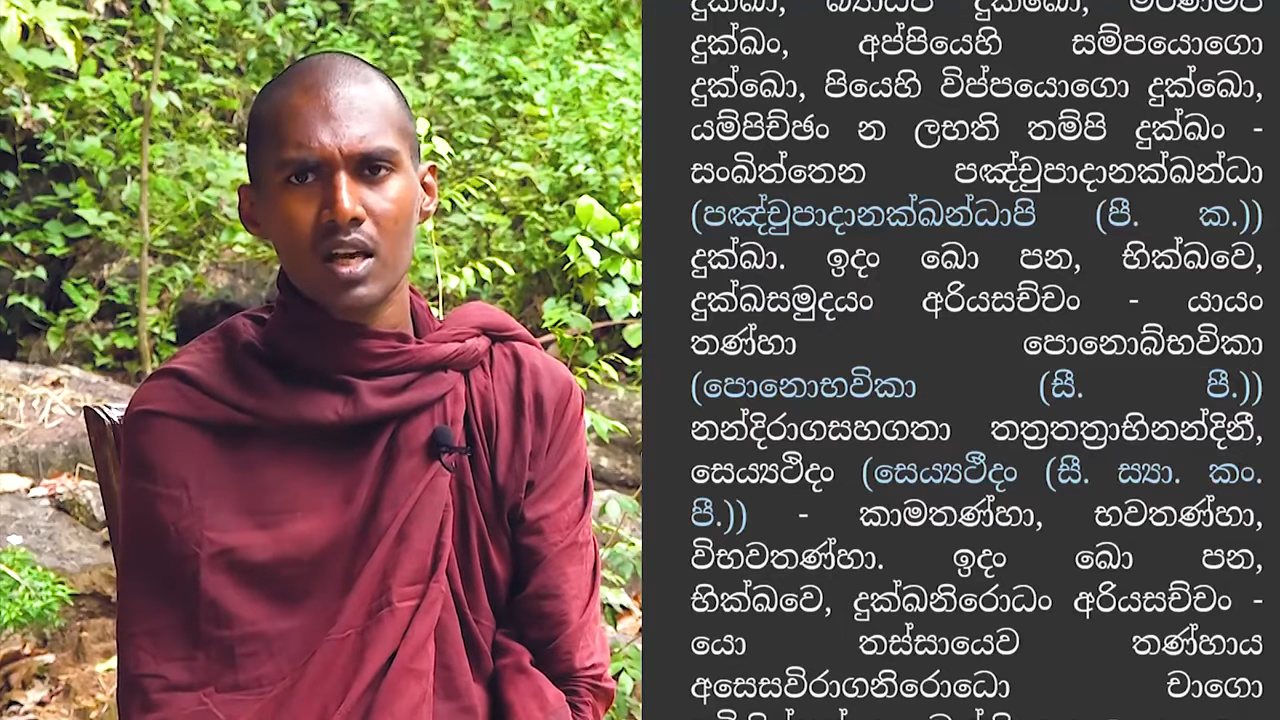 දුක්ඛා, බ්‍යාධිපි දුක්ඛො, මරණම්පි
දුක්ඛං, අප්පියෙහි සම්පයොගො
දුක්ඛො, පියෙහි විප්පයොගො දුක්ඛො,
යම්පිච්ඡං න ලභති තම්පි දුක්ඛං -
සංඛිත්තෙන පඤ්චුපාදානක්ඛන්ධා
(පඤ්චුපාදානක්ඛන්ධාපි (පී. ක.))
දුක්ඛා. ඉදං ඛො පන, භික්ඛවෙ,
දුක්ඛසමුදයං අරියසච්චං - යායං
තණ්හා පොනොබ්භවිකා
(පොනොභවිකා (සී. පී.))
නන්දිරාගසහගතා තත්‍රතත්‍රාභිනන්දිනී,
සෙය්‍යථිදං (සෙය්‍යථීදං (සී. ස්‍යා. කං.
පී.)) - කාමතණ්හා, භවතණ්හා,
විභවතණ්හා. ඉදං ඛො පන,
භික්ඛවෙ, දුක්ඛනිරොධං අරියසච්චං -
යො තස්සායෙව තණ්හාය
අසෙසවිරාගනිරොධො චාගො